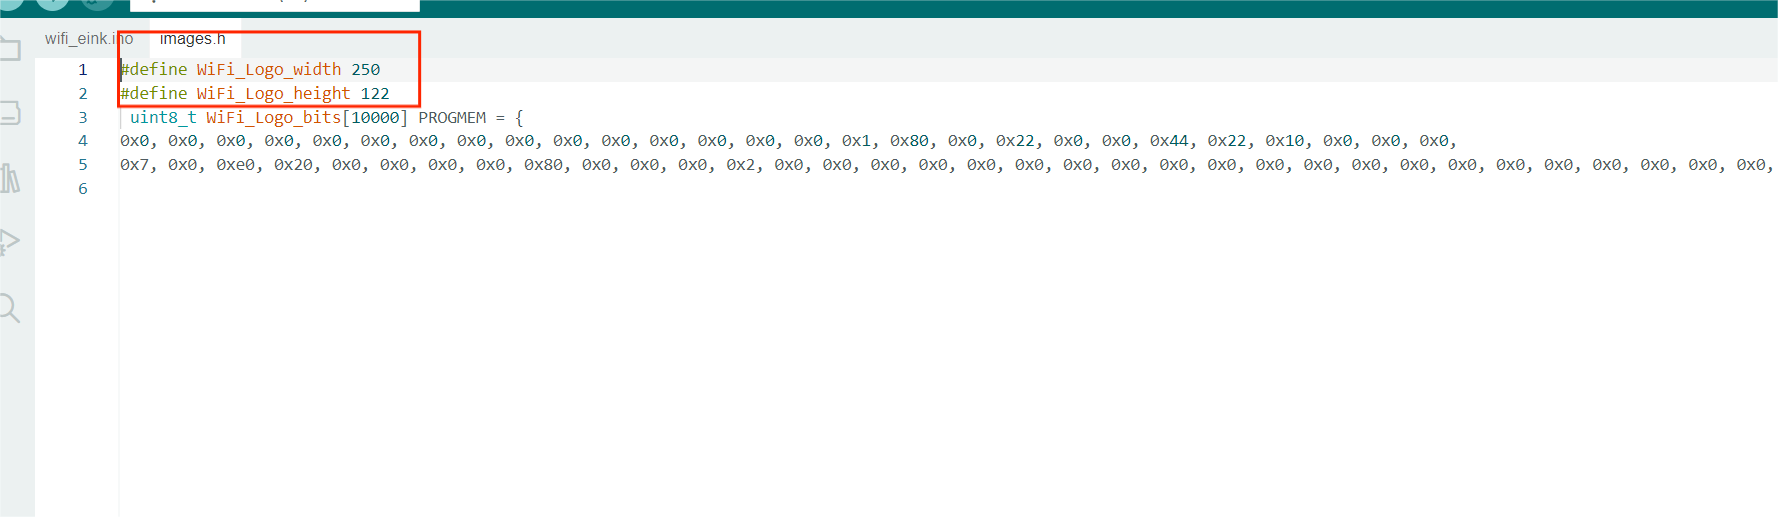 wifi_eink.ino images.h
1 #define WiFi_Logo_width 250
2 #define WiFi_Logo_height 122
3 uint8_t WiFi_Logo_bits[10000] PROGMEM = {
4 0x0, 0x0, 0x0, 0x0, 0x0, 0x0, 0x0, 0x0, 0x0, 0x0, 0x0, 0x0, 0x0, 0x0, 0x0, 0x1, 0x80, 0x0, 0x22, 0x0, 0x0, 0x44, 0x22, 0x10, 0x0, 0x0, 0x0,
5 0x7, 0x0, 0xe0, 0x20, 0x0, 0x0, 0x0, 0x0, 0x80, 0x0, 0x0, 0x0, 0x2, 0x0, 0x0, 0x0, 0x0, 0x0, 0x0, 0x0, 0x0, 0x0, 0x0, 0x0, 0x0, 0x0, 0x0, 0x0, 0x0, 0x0, 0x0, 0x0, 0x0, 0x0,
6